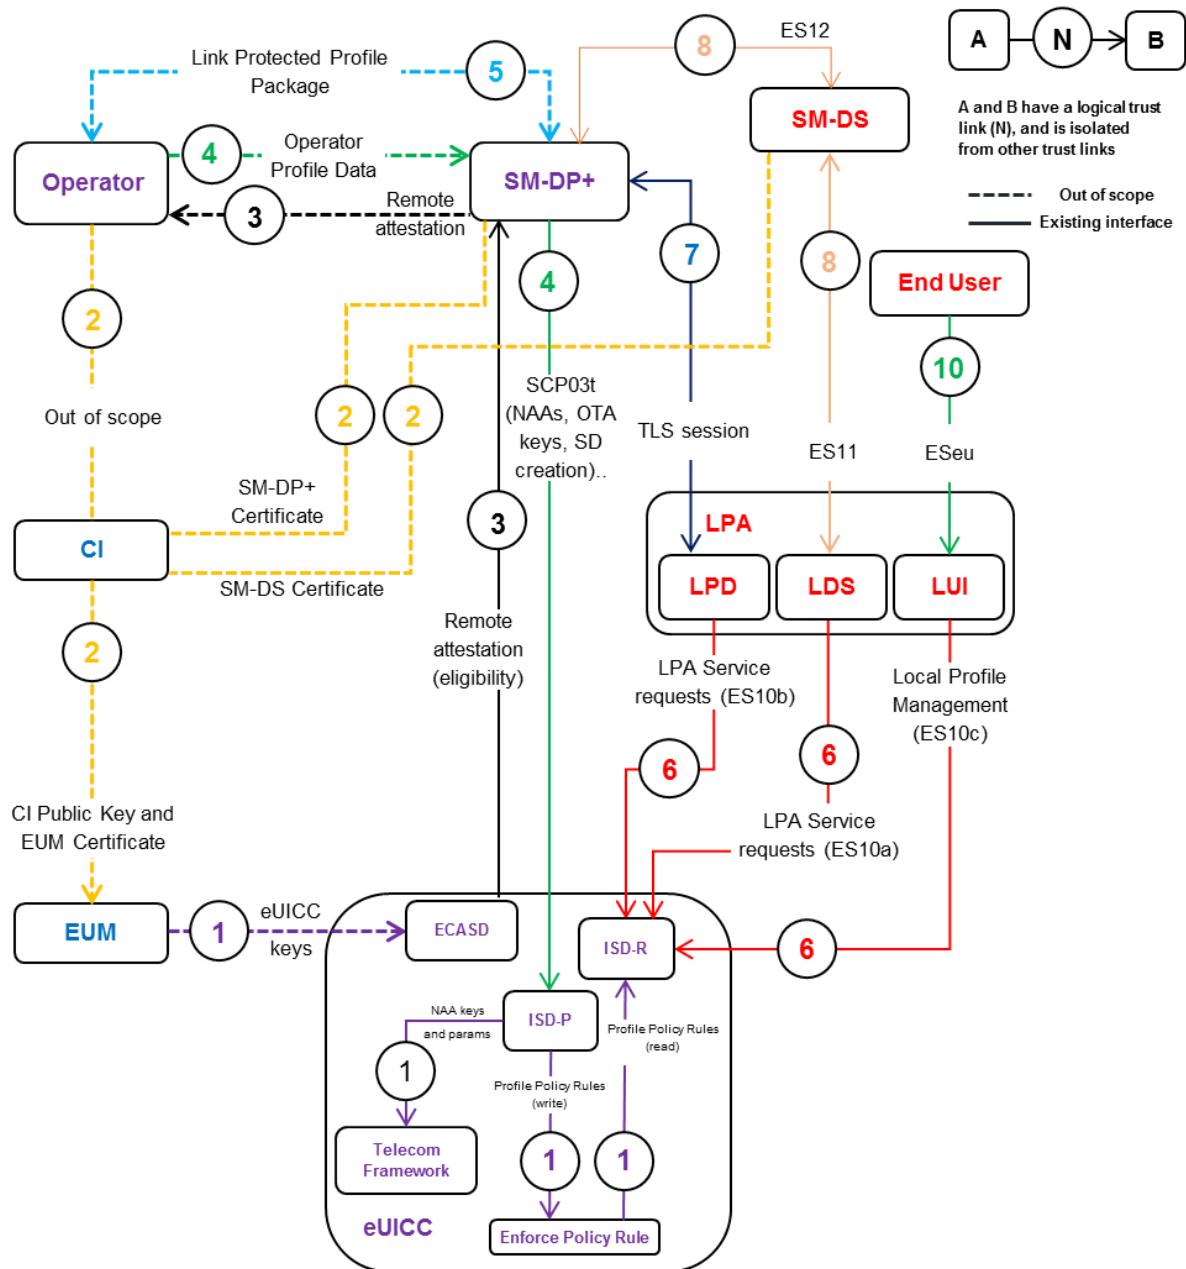 8
ES12
A
N
B
Link Protected Profile
Package
5
A and B have a logical trust
link (N), and is isolated
from other trust links
SM-DS
4
Operator
Profile Data
Operator
SM-DP+
Out of scope
Existing interface
3
Remote
attestation
7
8
End User
4
2
10
SCP03t
(NAAs, OTA
keys, SD
creation)..
2
2
Out of scope
TLS session
ES11
ESeu
SM-DP+
Certificate
3
LPA
CI
SM-DS Certificate
LPD
LDS
LUI
2
Remote
attestation
(eligibility)
LPA Service
requests (ES10b)
Local Profile
Management
(ES10c)
6
6
CI Public Key and
EUM Certificate
LPA Service
requests (ES10a)
EUM
1
eUICC
keys
ECASD
ISD-R
6
NAA keys
and params
ISD-P
Profile Policy Rules
(read)
1
Profile Policy Rules
(write)
Telecom
Framework
1
1
eUICC
Enforce Policy Rule